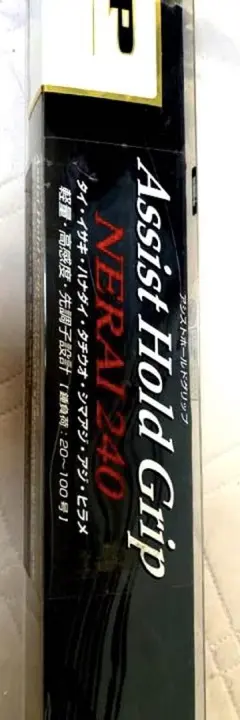 P
アシストホールドグリップ
Assist Hold Grip
NERAI 240
タイ・イサキ・ハナダイ・タチウオ・シマアジ・アジ・ヒラメ
軽量・高感度・先調子設計 [錘負荷:20〜100号]